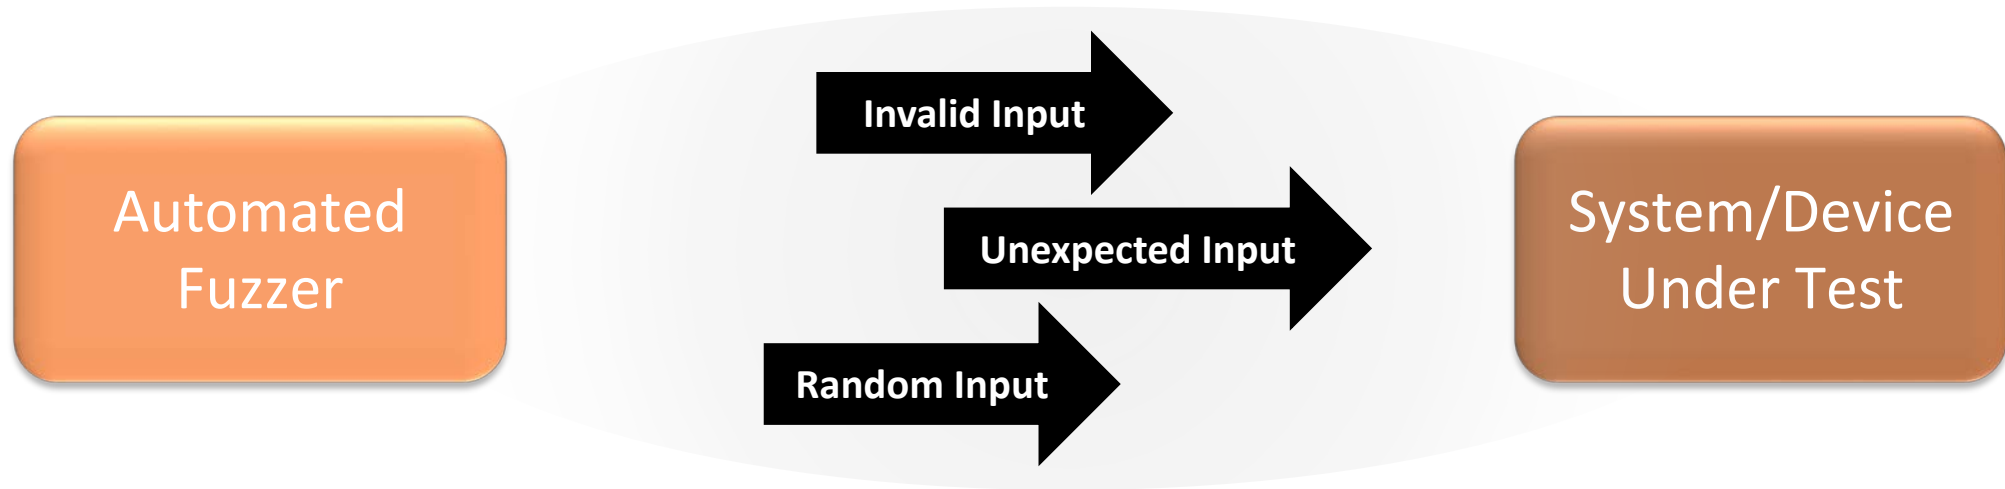 Automated
Fuzzer
Invalid Input
Unexpected Input
Random Input
System/Device
Under Test